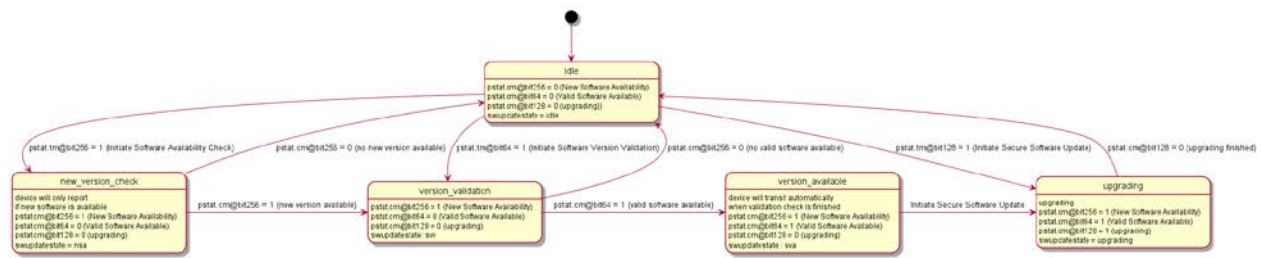 idle
pstat.cm@bit256 = 0 (New Software Availability)
pstat.cm@bit64 = 0 (Valid Software Available)
pstat.cm@bit128 = 0 (upgrading))
swupdatestate = idle
pstat.tm@bit256 = 1 (Initiate Software Availability Check)
pstat.cm@bit256 = 0 (no new version available)
pstat.tm@bit64 = 1 (Initiate Software Version Validation)
pstat.cm@bit256 = 0 (no valid software available)
pstat.tm@bit128 = 1 (Initiate Secure Software Update)
pstat.cm@bit128 = 0 (upgrading finished)
new_version_check
device will only report
if new software is available
pstat.cm@bit256 = 1 (New Software Availability)
pstat.cm@bit64 = 0 (Valid Software Available)
pstat.cm@bit128 = 0 (upgrading)
swupdatestate = nsa
pstat.cm@bit256 = 1 (new version available)
version_validation
pstat.cm@bit256 = 1 (New Software Availability)
pstat.cm@bit64 = 0 (Valid Software Available)
pstat.cm@bit128 = 0 (upgrading)
swupdatestate: svv
pstat.cm@bit64 = 1 (valid software available)
version_available
device will transit automatically
when validation check is finished
pstat.cm@bit256 = 1 (New Software Availability)
pstat.cm@bit64 = 1 (Valid Software Available)
pstat.cm@bit128 = 0 (upgrading)
swupdatestate : sva
Initiate Secure Software Update
upgrading
upgrading
pstat.cm@bit256 = 1 (New Software Availability)
pstat.cm@bit64 = 1 (Valid Software Available)
pstat.cm@bit128 = 1 (upgrading)
swupdatestate = upgrading